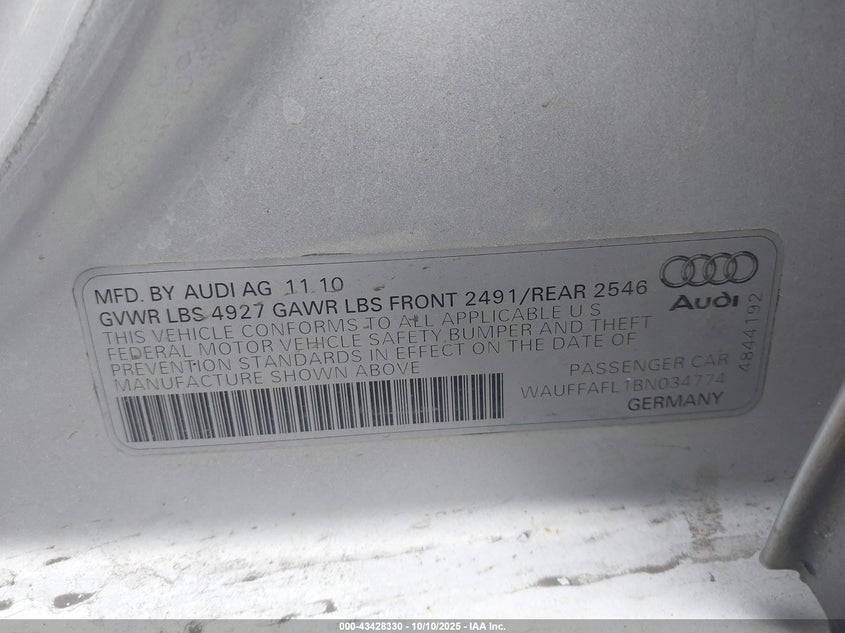 MFD. BY AUDI AG 11.10
GVWR LBS 4927 GAWR LBS FRONT 2491/REAR 2546
THIS VEHICLE CONFORMS TO ALL APPLICABLE U S
FEDERAL MOTOR VEHICLE SAFETY,BUMPER AND THEFT
PREVENTION STANDARDS IN EFFECT ON THE DATE OF
MANUFACTURE SHOWN ABOVE
PASSENGER CAR
WAUFFAFL1BN034774
GERMANY
Audi
4844192
000-43428330 - 10/10/2025 - IAA Inc.